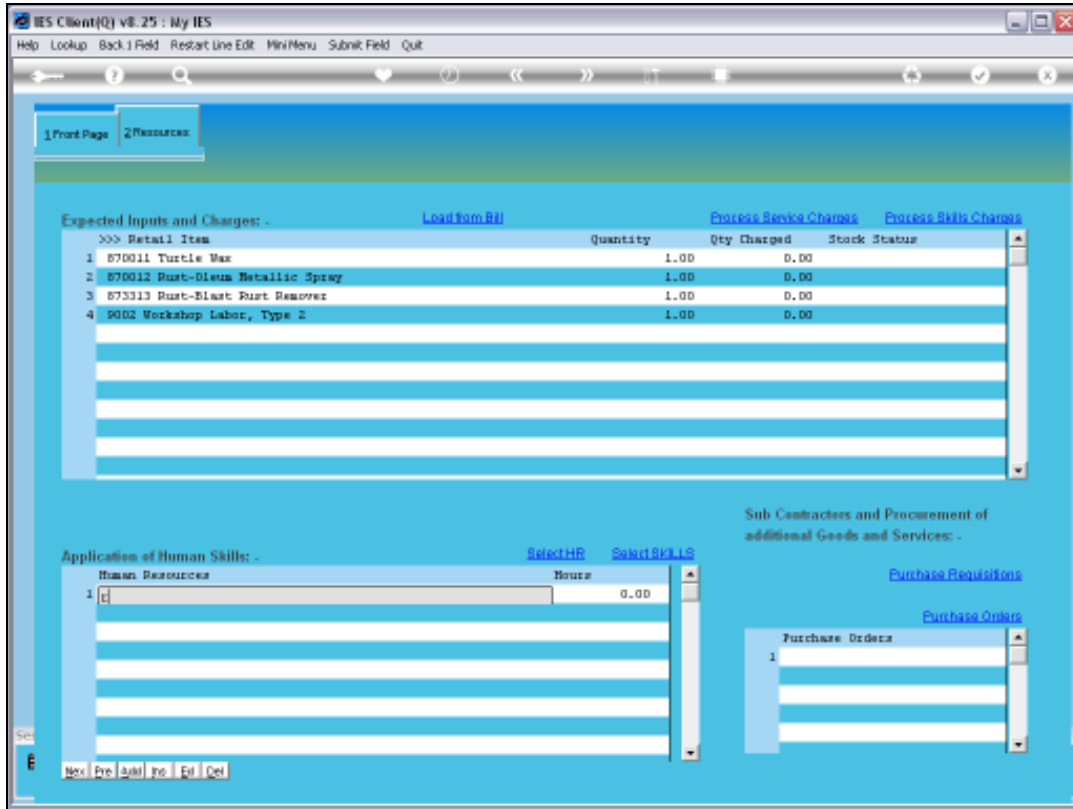 IES Client(Q) v8.25 : My IES
Help Lookup Back 1 Field Restart Line Edit MiniMenu Submit Field Quit
1 Front Page 2 Resources
Expected Inputs and Charges: - Load from Bill Process Service Charges Process Skills Charges
>>> Retail Item Quantity Qty Charged Stock Status
1 870011 Turtle Wax 1.00 0.00
2 870012 Rust-Oleum Metallic Spray 1.00 0.00
3 873313 Rust-Blast Rust Remover 1.00 0.00
4 9002 Workshop Labor, Type 2 1.00 0.00
Sub Contractors and Procurement of
additional Goods and Services: -
Application of Human Skills: - Select HR Select SKILLS
Human Resources Hours
1 r 0.00
Purchase Requisitions
Purchase Orders
Purchase Orders
1
Nex Pre Add Ins Ed Del